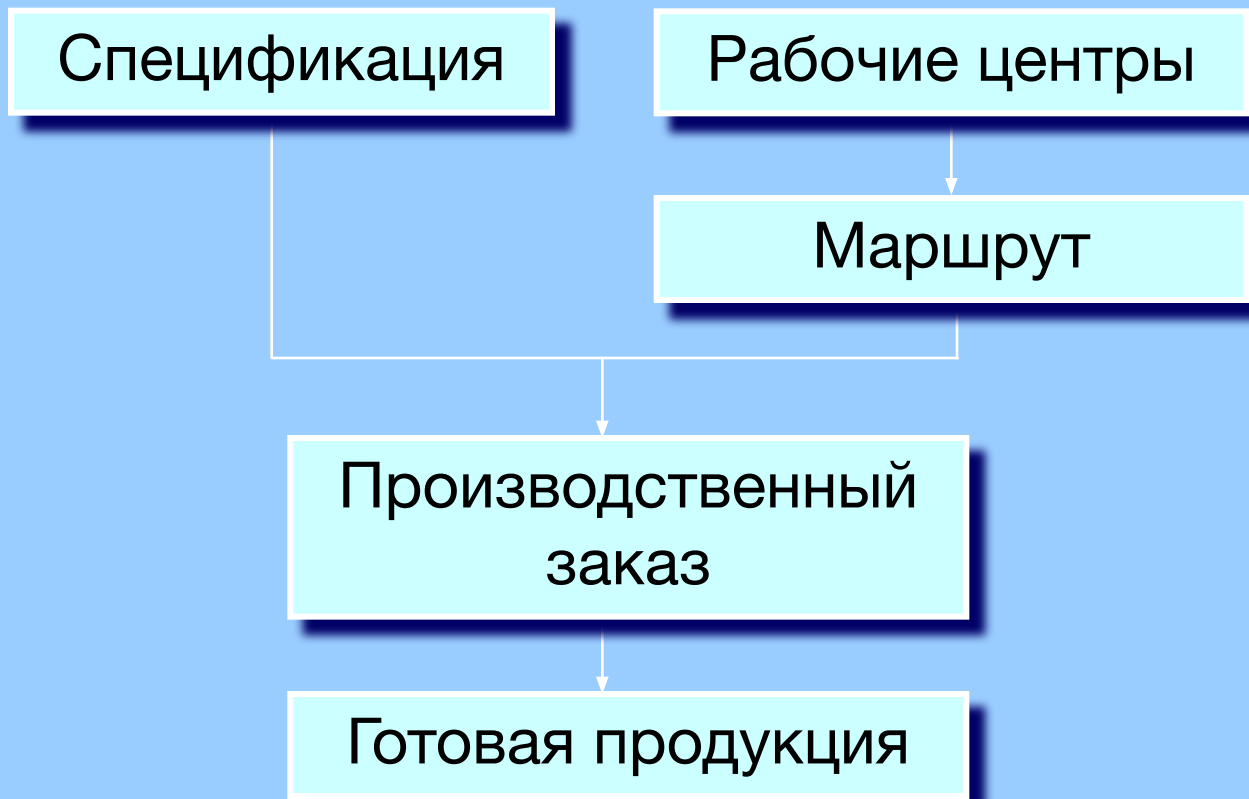 Спецификация
Рабочие центры
Маршрут
Производственный
заказ
Готовая продукция